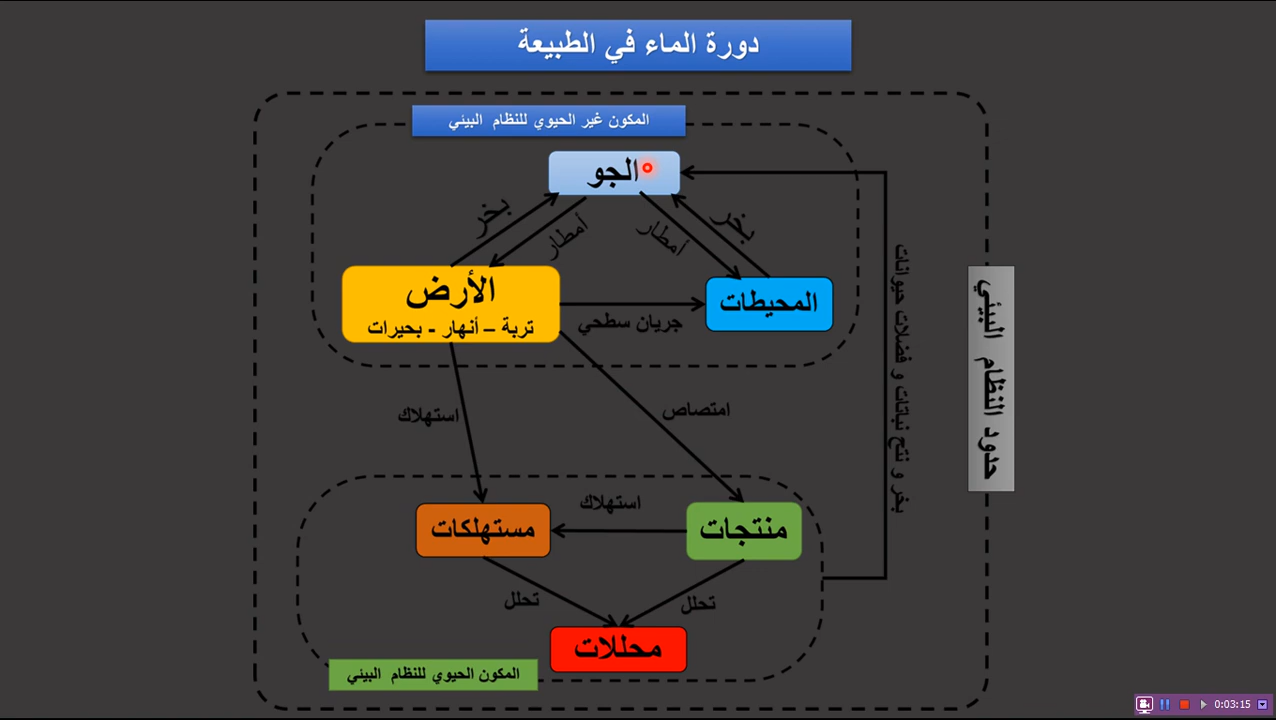 دورة الماء في الطبيعة
المكون غير الحيوي للنظام البيئي
الجو
بخر
أمطار
أمطار
بخر
الأرض
تربة – أنهار - بحيرات
المحيطات
جريان سطحي
بخر و نتح نباتات و فضلات حيوانات
حدود النظام البيئي
امتصاص
استهلاك
استهلاك
منتجات
مستهلكات
تحلل
تحلل
محللات
المكون الحيوي للنظام البيئي
0:03:15